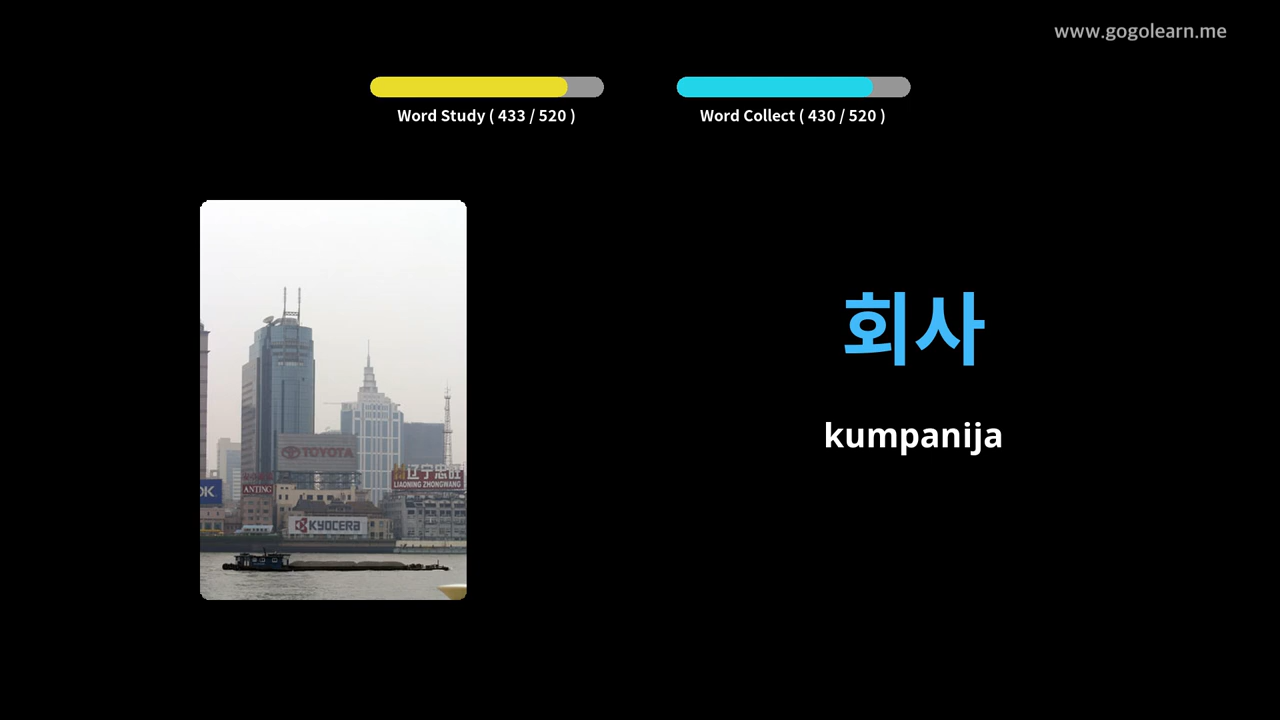 www.gogolearn.me
Word Study ( 433 / 520 )
Word Collect ( 430 / 520 )
회사
kumpanija
TOYOTA
辽宁忠旺
LIAONING ZHONGWANG
ANTING
OK
KYOCERA